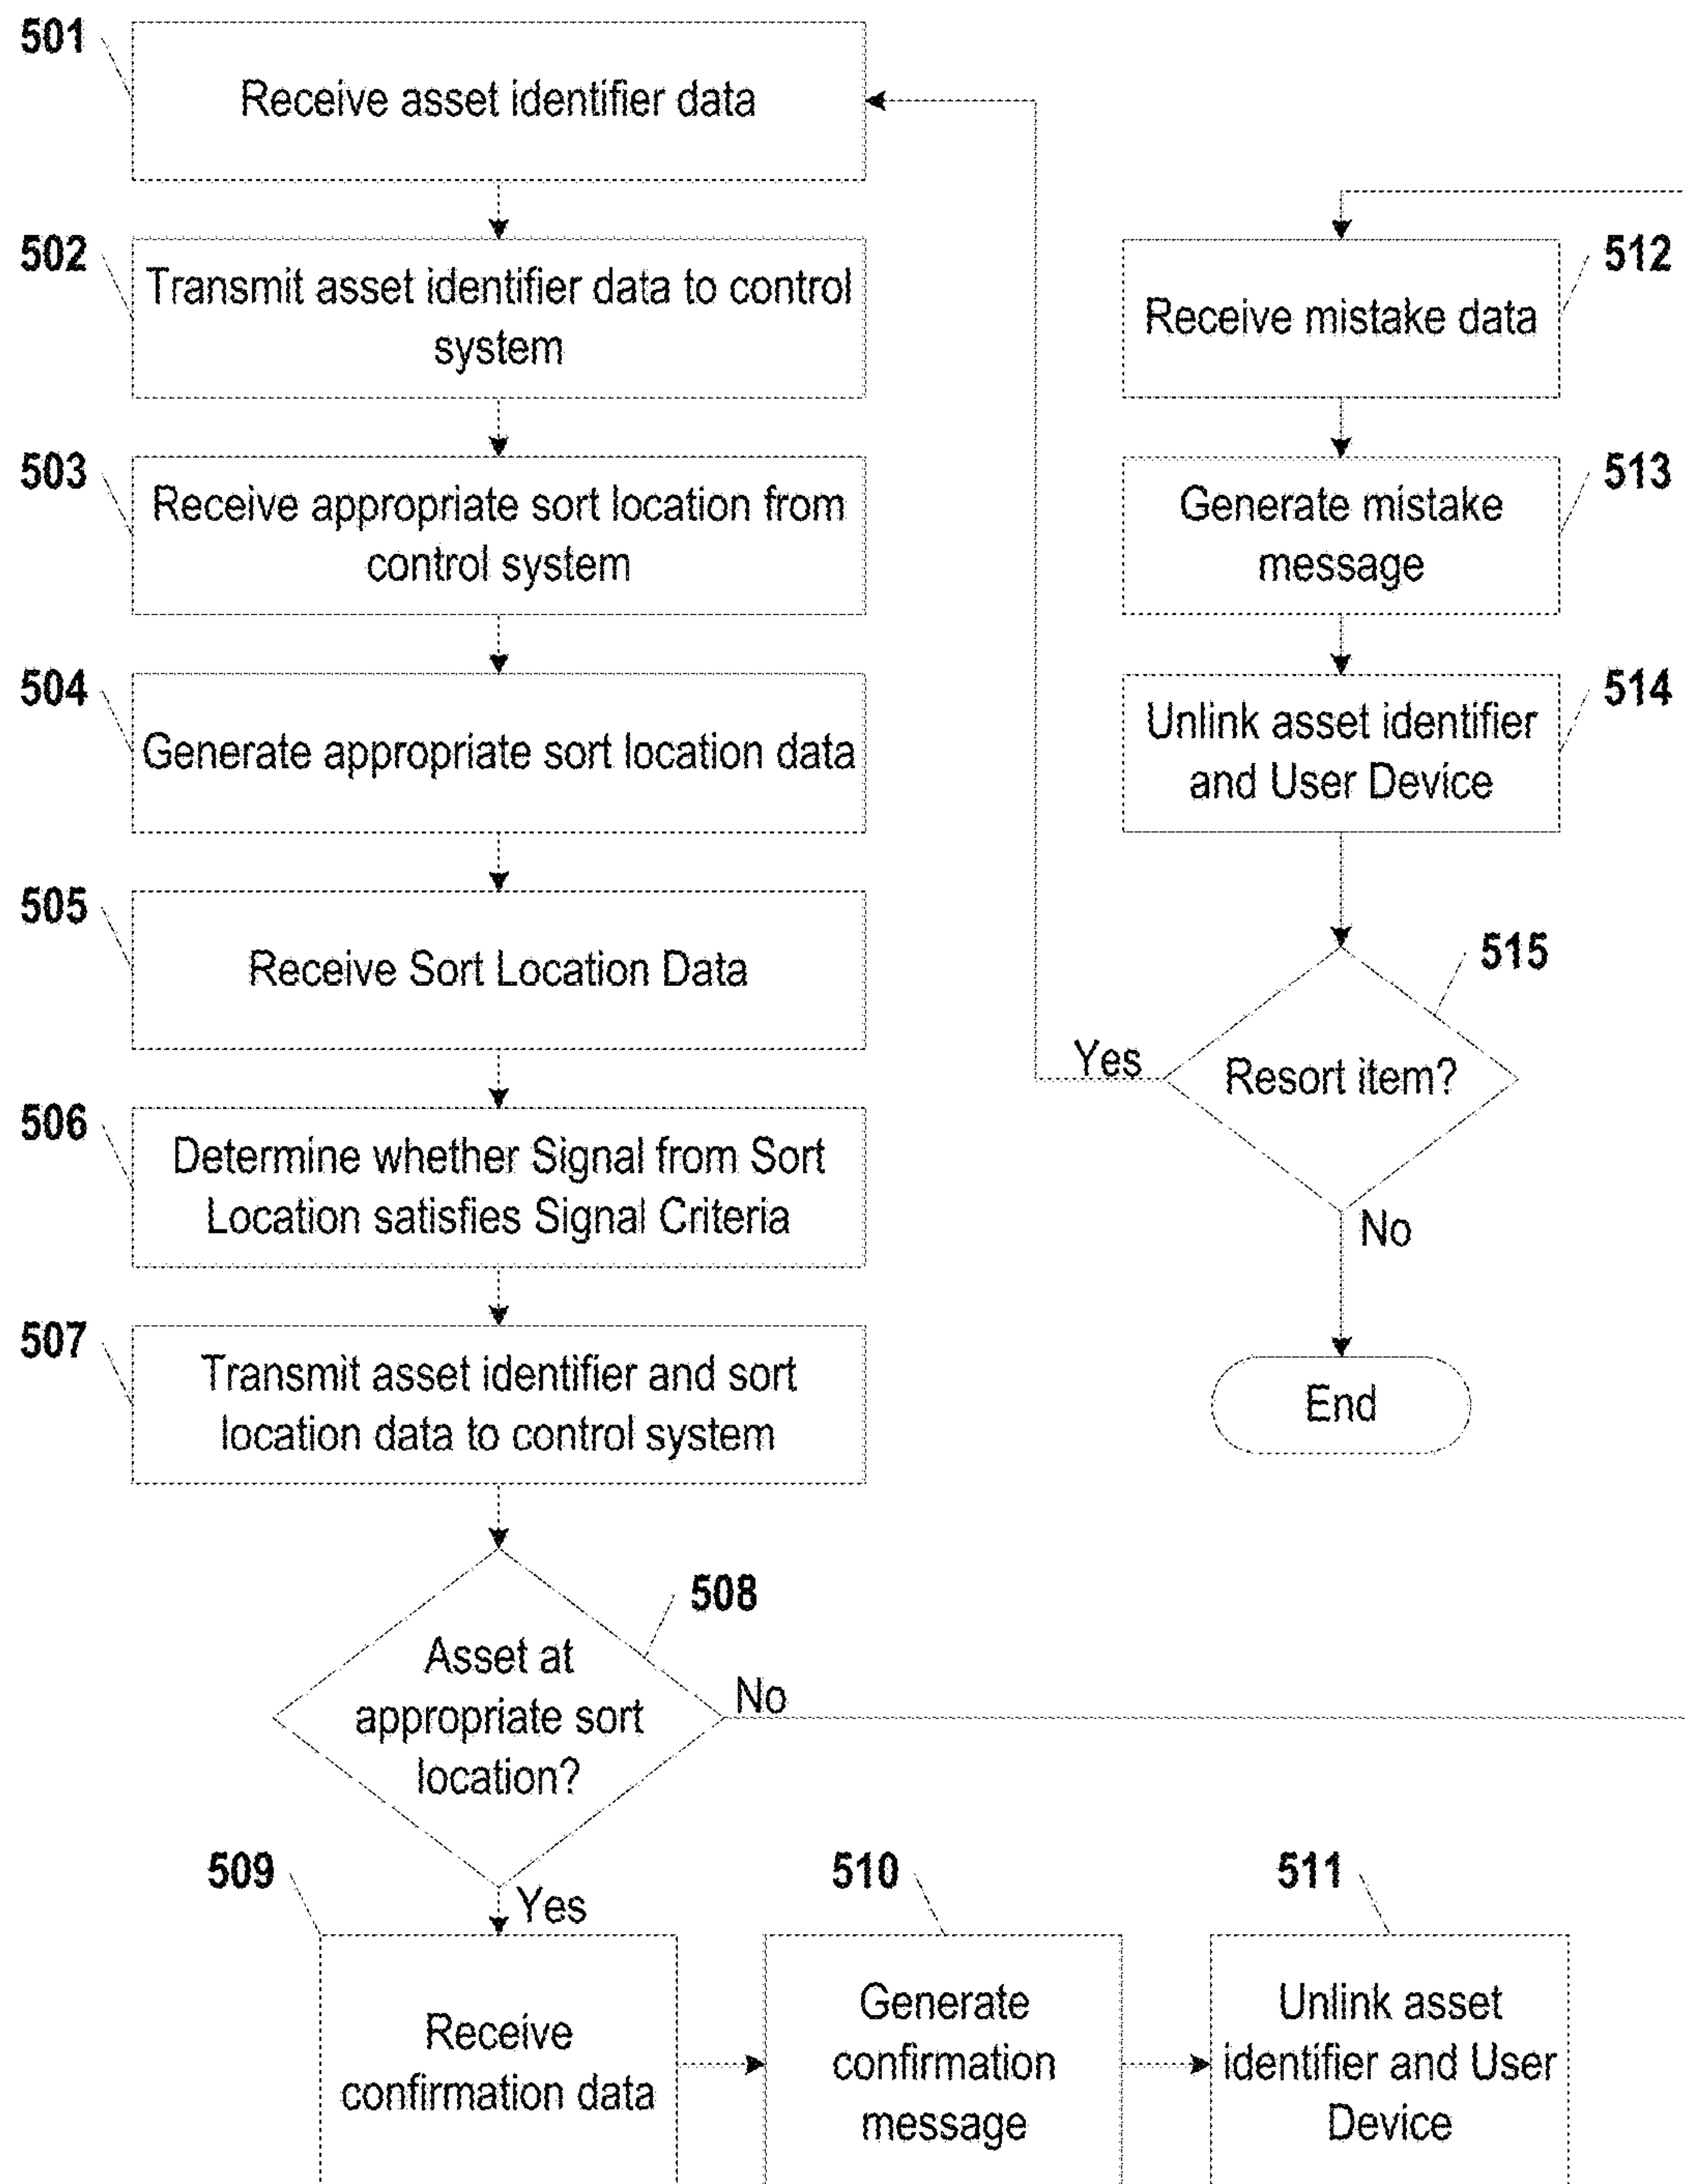 501
Receive asset identifier data
502
Transmit asset identifier data to control
system
503
Receive appropriate sort location from
control system
504
Generate appropriate sort location data
505
Receive Sort Location Data
506
Determine whether Signal from Sort
Location satisfies Signal Criteria
507
Transmit asset identifier and sort
location data to control system
508
Asset at
appropriate sort
location?
No
Yes
509
Receive
confirmation data
510
Generate
confirmation
message
511
Unlink asset
identifier and User
Device
512
Receive mistake data
513
Generate mistake
message
514
Unlink asset identifier
and User Device
515
Resort item?
Yes
No
End